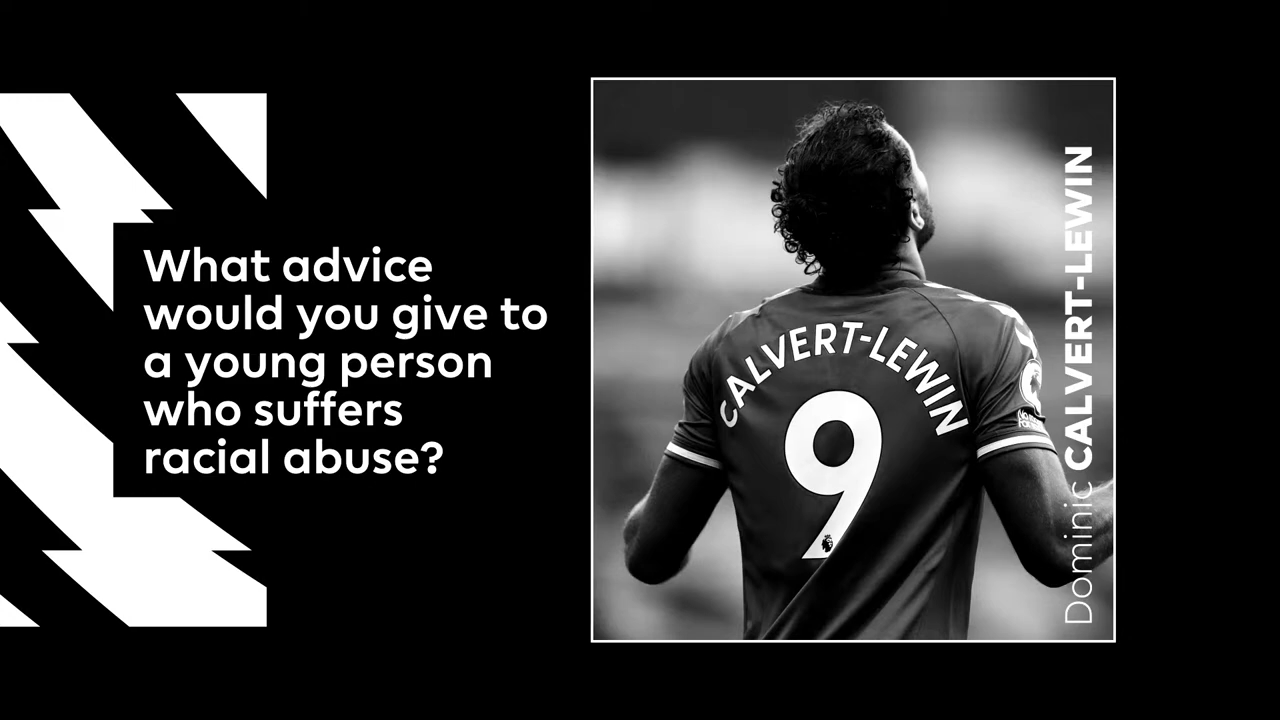 What advice
would you give to
a young person
who suffers
racial abuse?
CALVERT-LEWIN
9
Dominic CALVERT-LEWIN